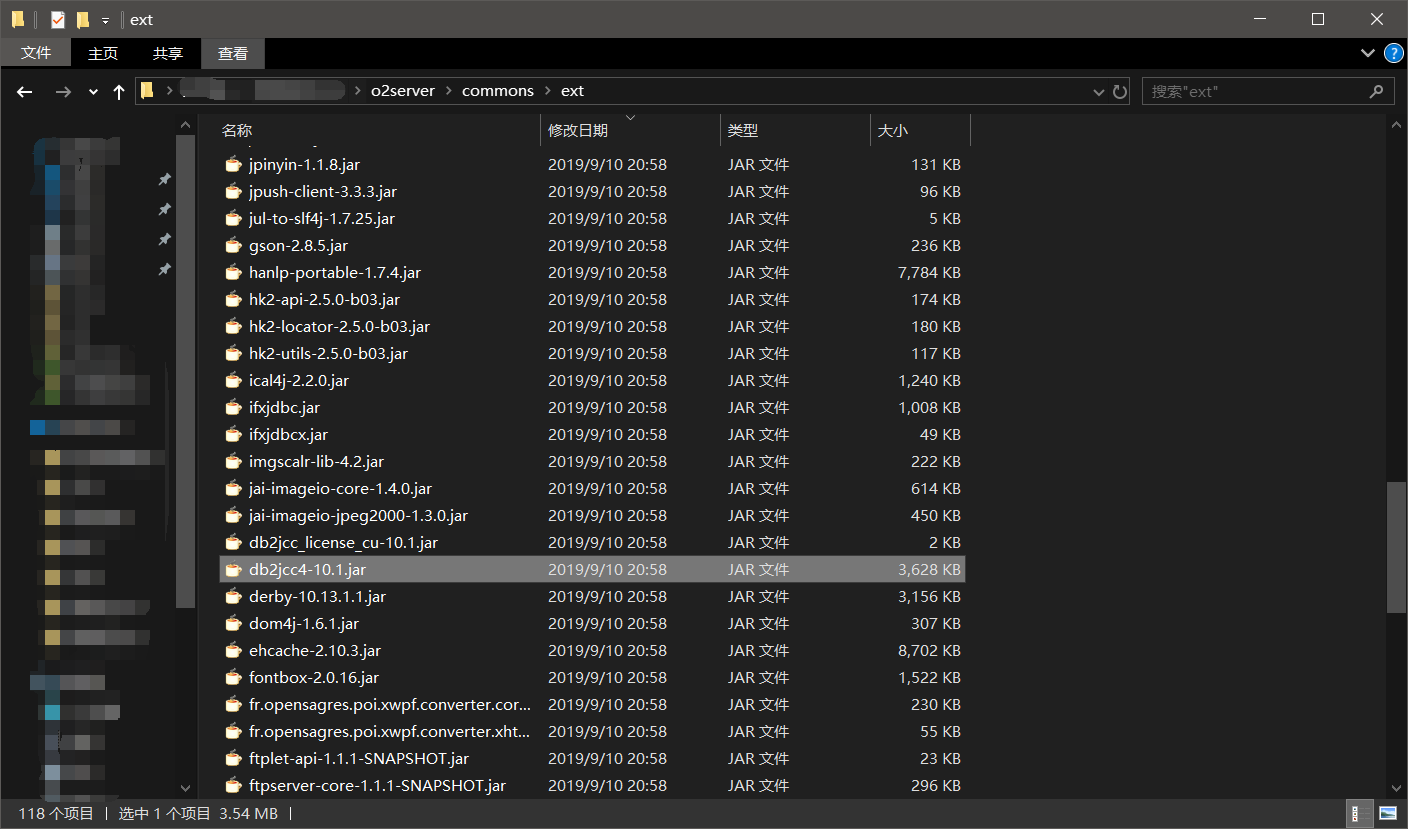 ext
文件 主页 共享 查看
o2server commons ext 搜索"ext"
名称 修改日期 类型 大小
jpinyin-1.1.8.jar 2019/9/10 20:58 JAR 文件 131 KB
jpush-client-3.3.3.jar 2019/9/10 20:58 JAR 文件 96 KB
jul-to-slf4j-1.7.25.jar 2019/9/10 20:58 JAR 文件 5 KB
gson-2.8.5.jar 2019/9/10 20:58 JAR 文件 236 KB
hanlp-portable-1.7.4.jar 2019/9/10 20:58 JAR 文件 7,784 KB
hk2-api-2.5.0-b03.jar 2019/9/10 20:58 JAR 文件 174 KB
hk2-locator-2.5.0-b03.jar 2019/9/10 20:58 JAR 文件 180 KB
hk2-utils-2.5.0-b03.jar 2019/9/10 20:58 JAR 文件 117 KB
ical4j-2.2.0.jar 2019/9/10 20:58 JAR 文件 1,240 KB
ifxjdbc.jar 2019/9/10 20:58 JAR 文件 1,008 KB
ifxjdbcx.jar 2019/9/10 20:58 JAR 文件 49 KB
imgscalr-lib-4.2.jar 2019/9/10 20:58 JAR 文件 222 KB
jai-imageio-core-1.4.0.jar 2019/9/10 20:58 JAR 文件 614 KB
jai-imageio-jpeg2000-1.3.0.jar 2019/9/10 20:58 JAR 文件 450 KB
db2jcc_license_cu-10.1.jar 2019/9/10 20:58 JAR 文件 2 KB
db2jcc4-10.1.jar 2019/9/10 20:58 JAR 文件 3,628 KB
derby-10.13.1.1.jar 2019/9/10 20:58 JAR 文件 3,156 KB
dom4j-1.6.1.jar 2019/9/10 20:58 JAR 文件 307 KB
ehcache-2.10.3.jar 2019/9/10 20:58 JAR 文件 8,702 KB
fontbox-2.0.16.jar 2019/9/10 20:58 JAR 文件 1,522 KB
fr.opensagres.poi.xwpf.converter.cor... 2019/9/10 20:58 JAR 文件 230 KB
fr.opensagres.poi.xwpf.converter.xht... 2019/9/10 20:58 JAR 文件 55 KB
ftplet-api-1.1.1-SNAPSHOT.jar 2019/9/10 20:58 JAR 文件 23 KB
ftpserver-core-1.1.1-SNAPSHOT.jar 2019/9/10 20:58 JAR 文件 296 KB
118 个项目 选中 1 个项目 3.54 MB